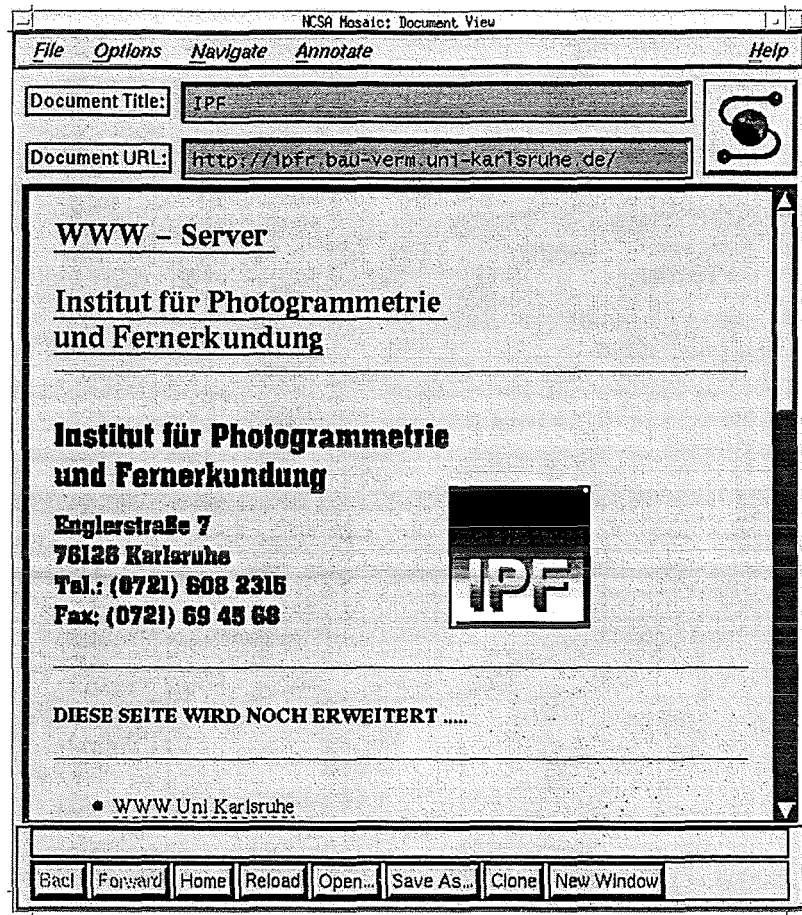 NCSA Mosaic: Document View
File Options Navigate Annotate Help
Document Title: IPF
Document URL: http://ipfr.bau-verm.uni-karlsruhe.de/
WWW – Server
Institut für Photogrammetrie
und Fernerkundung
Institut für Photogrammetrie
und Fernerkundung
Englerstraße 7
76128 Karlsruhe
Tel.: (0721) 608 2315
Fax: (0721) 69 45 68
IPF
DIESE SEITE WIRD NOCH ERWEITERT .....
• WWW Uni Karlsruhe
Back Forward Home Reload Open... Save As... Clone New Window